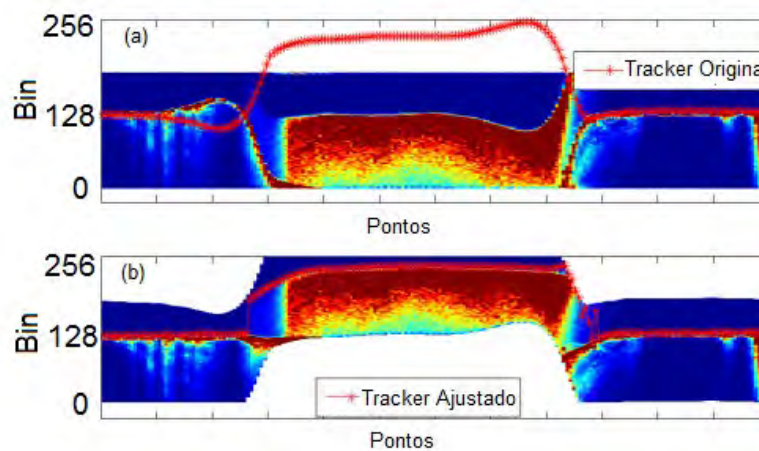 256
(a)
Tracker Origina
Bin
128
0
Pontos
256
(b)
Bin
128
0
Tracker Ajustado
Pontos